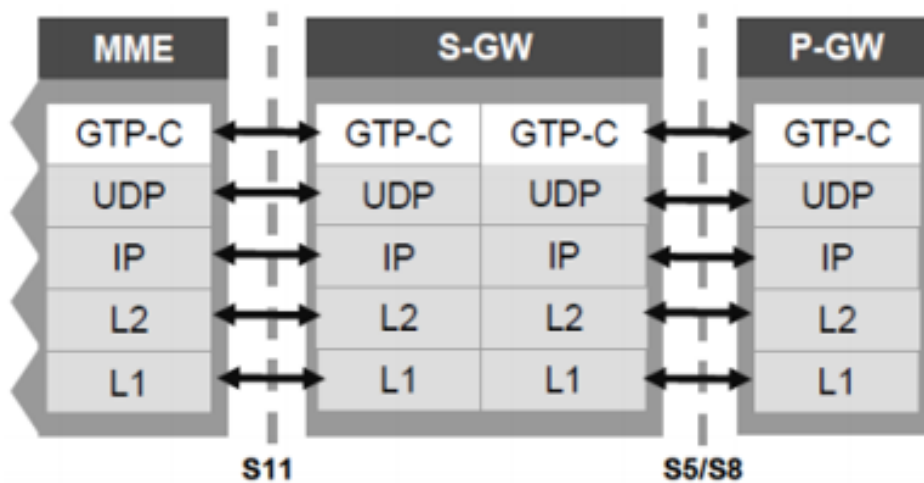 MME S-GW P-GW
GTP-C GTP-C GTP-C GTP-C
UDP UDP UDP UDP
IP IP IP IP
L2 L2 L2 L2
L1 L1 L1 L1
S11 S5/S8